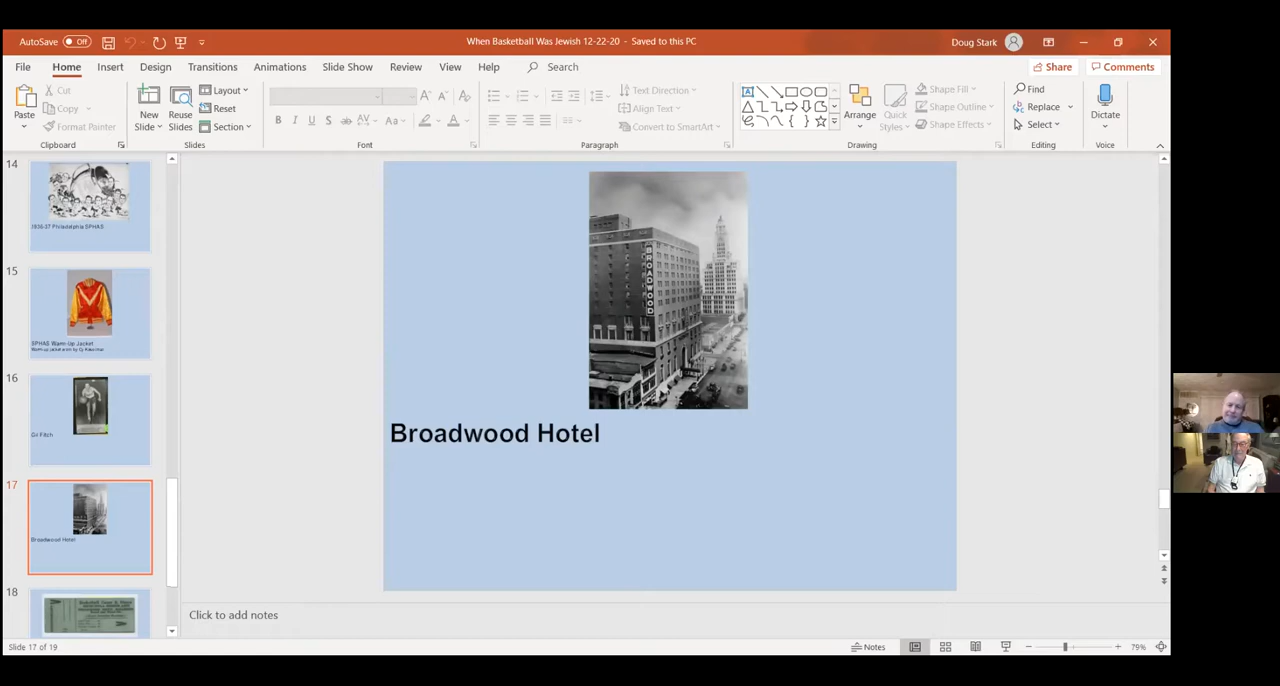 AutoSave Off
When Basketball Was Jewish 12-22-20 - Saved to this PC
Doug Stark
File Home Insert Design Transitions Animations Slide Show Review View Help Search
Share Comments
Paste
Cut
Copy
Format Painter
Clipboard
New Slide
Reuse Slides
Layout
Reset
Section
Slides
B I U S ab AV Aa A
Font
Text Direction
Align Text
Convert to SmartArt
Paragraph
Arrange
Quick Styles
Shape Fill
Shape Outline
Shape Effects
Drawing
Find
Replace
Select
Editing
Dictate
Voice
14
1936-37 Philadelphia SPHAS
15
SPHAS Warm-Up Jacket
16
Gil Fitch
17
Broadwood Hotel
18
BROADWOOD
Broadwood Hotel
Click to add notes
Slide 17 of 19
Notes
79%